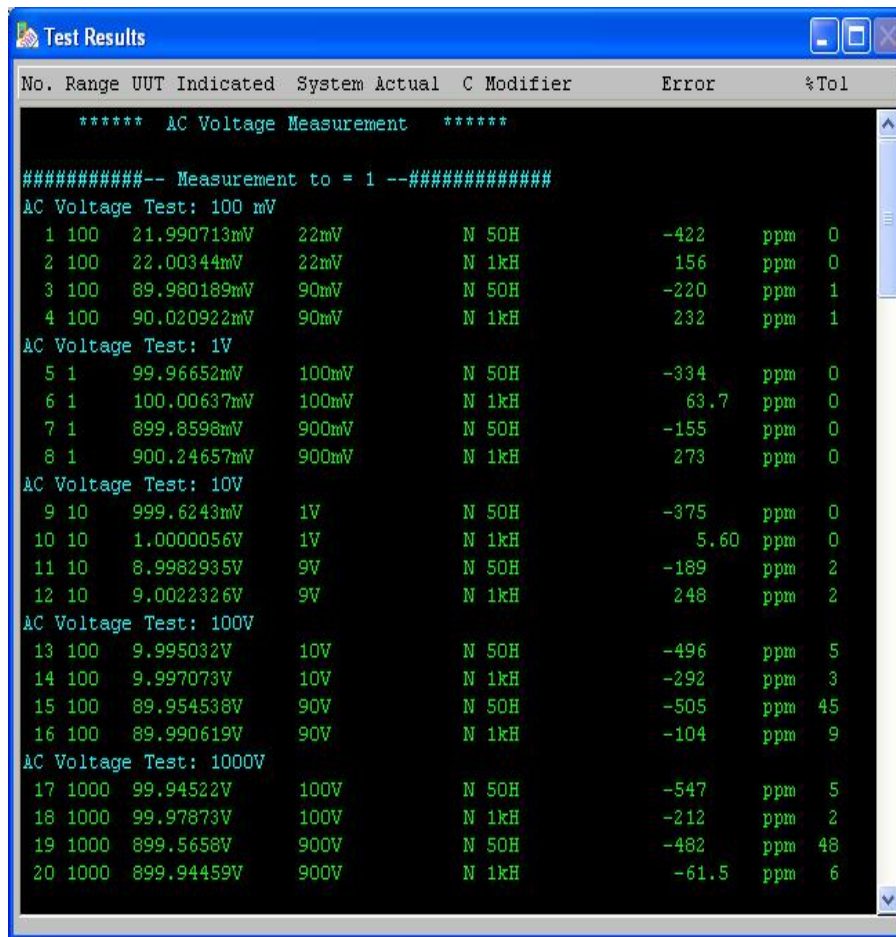 Test Results
No. Range UUT Indicated System Actual C Modifier Error %Tol
****** AC Voltage Measurement ******
###########-- Measurement to = 1 --#############
AC Voltage Test: 100 mV
1 100 21.990713mV 22mV N 50H -422 ppm 0
2 100 22.00344mV 22mV N 1kH 156 ppm 0
3 100 89.980189mV 90mV N 50H -220 ppm 1
4 100 90.020922mV 90mV N 1kH 232 ppm 1
AC Voltage Test: 1V
5 1 99.96652mV 100mV N 50H -334 ppm 0
6 1 100.00637mV 100mV N 1kH 63.7 ppm 0
7 1 899.8598mV 900mV N 50H -155 ppm 0
8 1 900.24657mV 900mV N 1kH 273 ppm 0
AC Voltage Test: 10V
9 10 999.6243mV 1V N 50H -375 ppm 0
10 10 1.0000056V 1V N 1kH 5.60 ppm 0
11 10 8.9982935V 9V N 50H -189 ppm 2
12 10 9.0022326V 9V N 1kH 248 ppm 2
AC Voltage Test: 100V
13 100 9.995032V 10V N 50H -496 ppm 5
14 100 9.997073V 10V N 1kH -292 ppm 3
15 100 89.954538V 90V N 50H -505 ppm 45
16 100 89.990619V 90V N 1kH -104 ppm 9
AC Voltage Test: 1000V
17 1000 99.94522V 100V N 50H -547 ppm 5
18 1000 99.97873V 100V N 1kH -212 ppm 2
19 1000 899.5658V 900V N 50H -482 ppm 48
20 1000 899.94459V 900V N 1kH -61.5 ppm 6